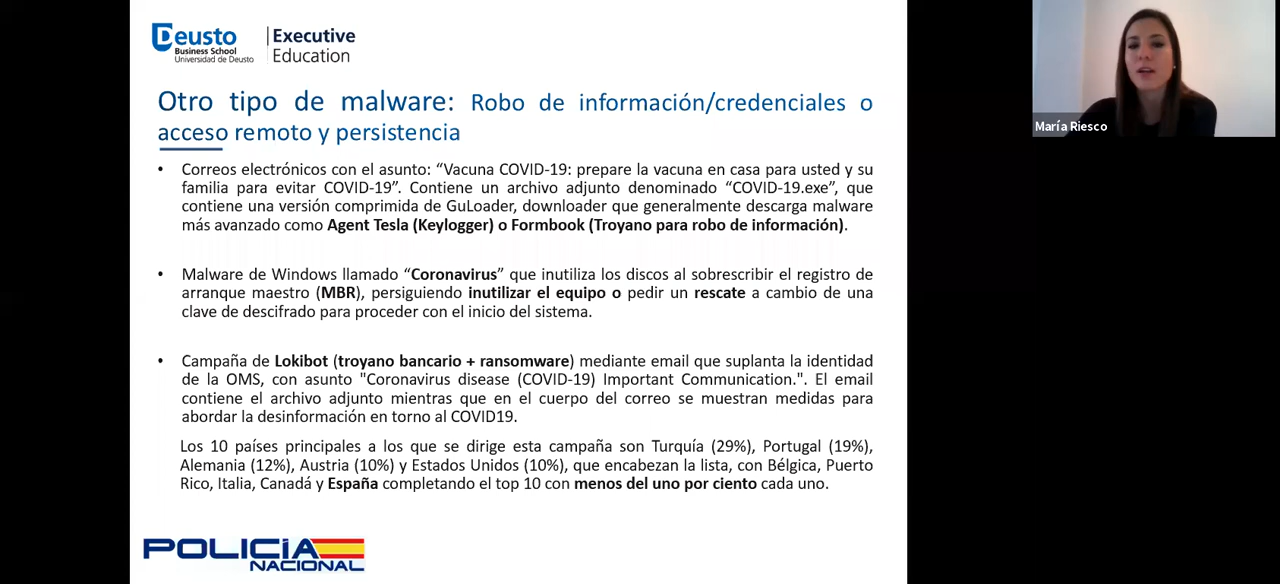 Deusto
Business School
Universidad de Deusto
Executive
Education
María Riesco
Otro tipo de malware: Robo de información/credenciales o
acceso remoto y persistencia
• Correos electrónicos con el asunto: “Vacuna COVID-19: prepare la vacuna en casa para usted y su
familia para evitar COVID-19”. Contiene un archivo adjunto denominado “COVID-19.exe”, que
contiene una versión comprimida de GuLoader, downloader que generalmente descarga malware
más avanzado como Agent Tesla (Keylogger) o Formbook (Troyano para robo de información).
• Malware de Windows llamado “Coronavirus” que inutiliza los discos al sobrescribir el registro de
arranque maestro (MBR), persiguiendo inutilizar el equipo o pedir un rescate a cambio de una
clave de descifrado para proceder con el inicio del sistema.
• Campaña de Lokibot (troyano bancario + ransomware) mediante email que suplanta la identidad
de la OMS, con asunto "Coronavirus disease (COVID-19) Important Communication.". El email
contiene el archivo adjunto mientras que en el cuerpo del correo se muestran medidas para
abordar la desinformación en torno al COVID19.
Los 10 países principales a los que se dirige esta campaña son Turquía (29%), Portugal (19%),
Alemania (12%), Austria (10%) y Estados Unidos (10%), que encabezan la lista, con Bélgica, Puerto
Rico, Italia, Canadá y España completando el top 10 con menos del uno por ciento cada uno.
POLICÍA
NACIONAL